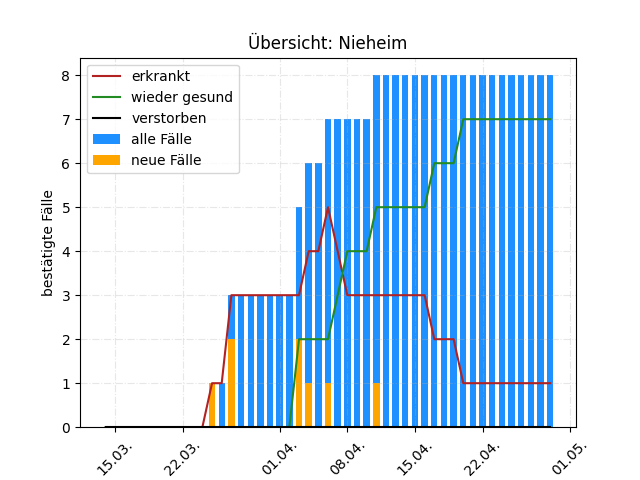 Übersicht: Nieheim
erkrankt
wieder gesund
verstorben
alle Fälle
neue Fälle
bestätigte Fälle
8
7
6
5
4
3
2
1
0
15.03.
22.03.
01.04.
08.04.
15.04.
22.04.
01.05.